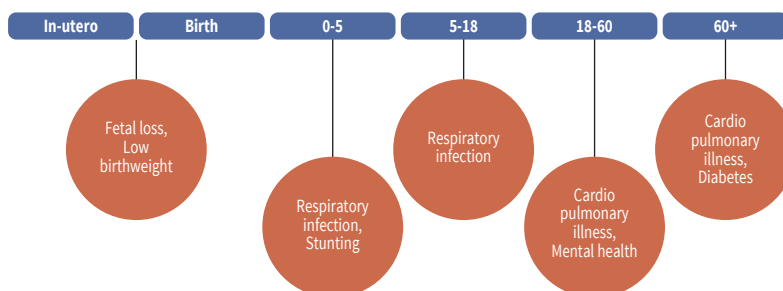 In-utero
Birth
0-5
5-18
18-60
60+
Fetal loss,
Low
birthweight
Respiratory
infection,
Stunting
Respiratory
infection
Cardio
pulmonary
illness,
Mental health
Cardio
pulmonary
illness,
Diabetes